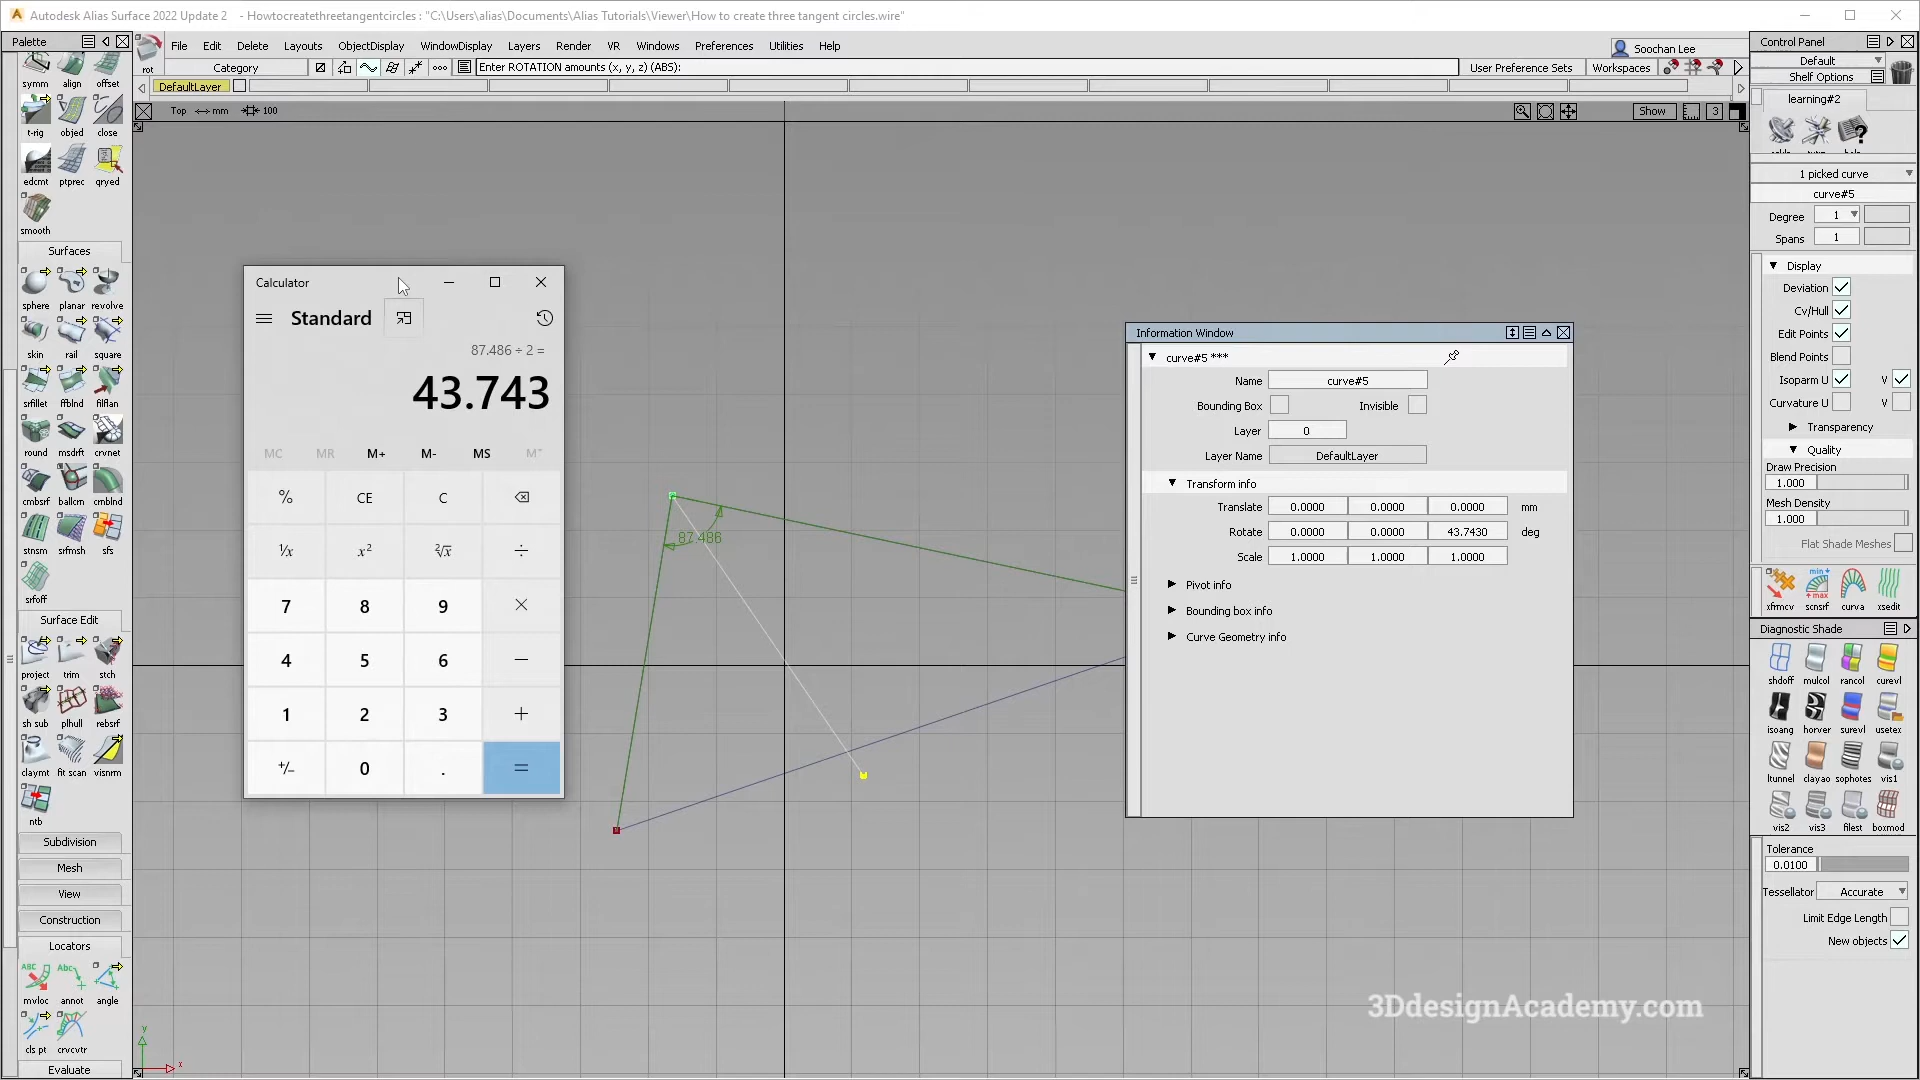 Autodesk Alias Surface 2022 Update 2 - Howtocreatethreetangentcircles : "C:\Users\alias\Documents\Alias Tutorials\Viewer\How to create three tangent circles.wire"
Palette
File Edit Delete Layouts ObjectDisplay WindowDisplay Layers Render VR Windows Preferences Utilities Help
Soochan Lee
rot
Category
Enter ROTATION amounts (x, y, z) (ABS):
User Preference Sets
Workspaces
DefaultLayer
Top mm 100
Show
3
symm align offset
t-rig objed close
edcmt ptprec qryed
smooth
Surfaces
sphere planar revolve
skin rail square
srfillet ffblnd filflan
round msdrft crvnet
cmbsrf ballcrn crnblnd
stnsm srfmsh sfs
srfoff
Surface Edit
project trim stch
sh sub plhull rebsrf
claymt fit scan visnrm
ntb
Subdivision
Mesh
View
Construction
Locators
ABC Abc
mvloc annot angle
cls pt crvcvtr
Evaluate
Calculator
Standard
87.486 ÷ 2 =
43.743
MC MR M+ M- MS M˅
% CE C
¹/x x² ²√x ÷
7 8 9 ×
4 5 6 −
1 2 3 +
+/− 0 . =
87.486
Information Window
curve#5 ***
Name curve#5
Bounding Box Invisible
Layer 0
Layer Name DefaultLayer
Transform info
Translate 0.0000 0.0000 0.0000 mm
Rotate 0.0000 0.0000 43.7430 deg
Scale 1.0000 1.0000 1.0000
Pivot info
Bounding box info
Curve Geometry info
3DdesignAcademy.com
y
x
Control Panel
Default
Shelf Options
learning#2
1 picked curve
curve#5
Degree 1
Spans 1
Display
Deviation
Cv/Hull
Edit Points
Blend Points
Isoparm U V
Curvature U V
Transparency
Quality
Draw Precision
1.000
Mesh Density
1.000
Flat Shade Meshes
min max
xfrmcv scnsrf curva xsedit
Diagnostic Shade
shdoff mulcol rancol curevl
isoang horver surevl usetex
ltunnel clayao sophotes vis1
vis2 vis3 filest boxmod
Tolerance
0.0100
Tessellator Accurate
Limit Edge Length
New objects